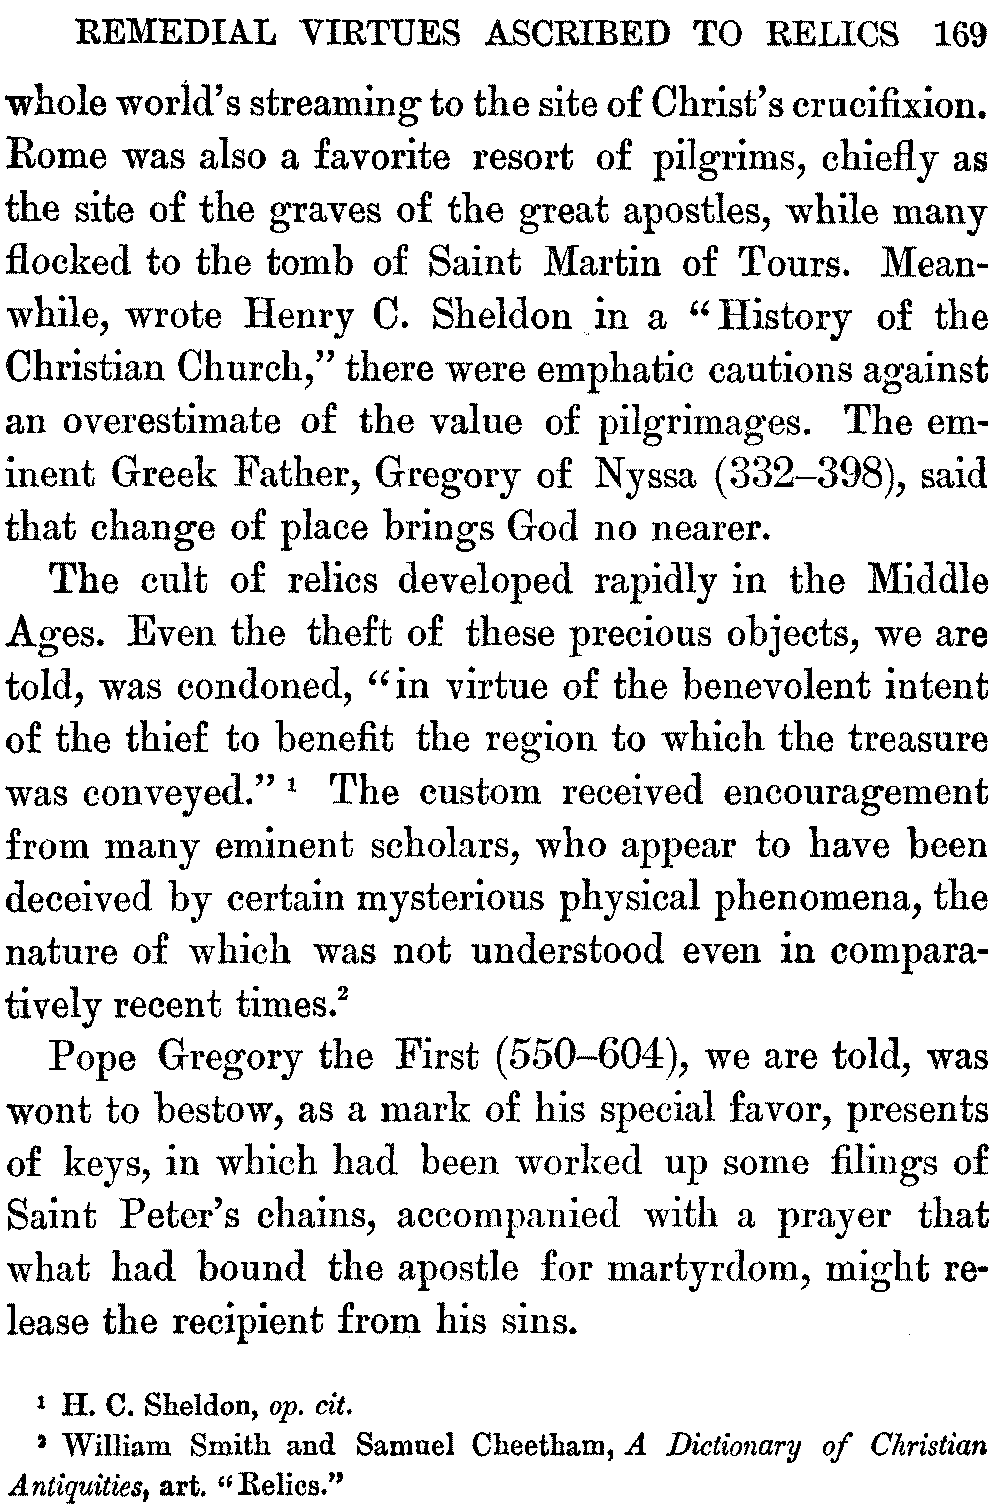 REMEDIAL VIRTUES ASCRIBED TO RELICS 169
whole world's streaming to the site of Christ's crucifixion.
Rome was also a favorite resort of pilgrims, chiefly as
the site of the graves of the great apostles, while many
flocked to the tomb of Saint Martin of Tours. Mean-
while, wrote Henry C. Sheldon in a "History of the
Christian Church," there were emphatic cautions against
an overestimate of the value of pilgrimages. The em-
inent Greek Father, Gregory of Nyssa (332–398), said
that change of place brings God no nearer.
The cult of relics developed rapidly in the Middle
Ages. Even the theft of these precious objects, we are
told, was condoned, "in virtue of the benevolent intent
of the thief to benefit the region to which the treasure
was conveyed." ¹ The custom received encouragement
from many eminent scholars, who appear to have been
deceived by certain mysterious physical phenomena, the
nature of which was not understood even in compara-
tively recent times.²
Pope Gregory the First (550–604), we are told, was
wont to bestow, as a mark of his special favor, presents
of keys, in which had been worked up some filings of
Saint Peter's chains, accompanied with a prayer that
what had bound the apostle for martyrdom, might re-
lease the recipient from his sins.
¹ H. C. Sheldon, op. cit.
² William Smith and Samuel Cheetham, A Dictionary of Christian
Antiquities, art. "Relics."